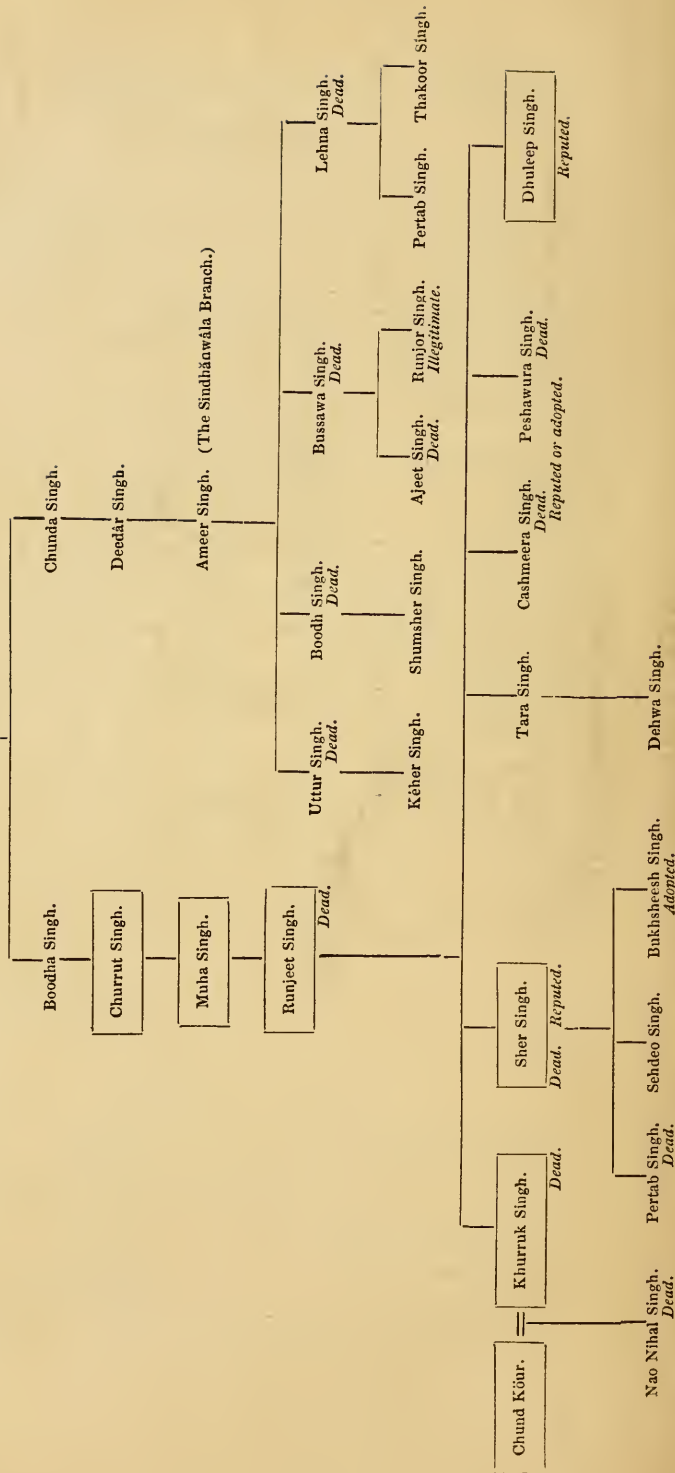 Boodha Singh.
Chunda Singh.
Churrut Singh.
Deedâr Singh.
Muha Singh.
Ameer Singh. (The Sindhănwâla Branch.)
Runjeet Singh.
Dead.
Uttur Singh.
Dead.
Boodh Singh.
Dead.
Bussawa Singh.
Dead.
Lehna Singh.
Dead.
Kèher Singh.
Shumsher Singh.
Ajeet Singh.
Dead.
Runjor Singh.
Illegitimate.
Pertab Singh.
Thakoor Singh.
Chund Köur.
Khurruk Singh.
Dead.
Sher Singh.
Dead. Reputed.
Tara Singh.
Cashmeera Singh.
Dead.
Peshawura Singh.
Dead.
Reputed or adopted.
Dhuleep Singh.
Reputed.
Nao Nihal Singh.
Dead.
Pertab Singh.
Dead.
Sehdeo Singh.
Bukhsheesh Singh.
Adopted.
Dehwa Singh.